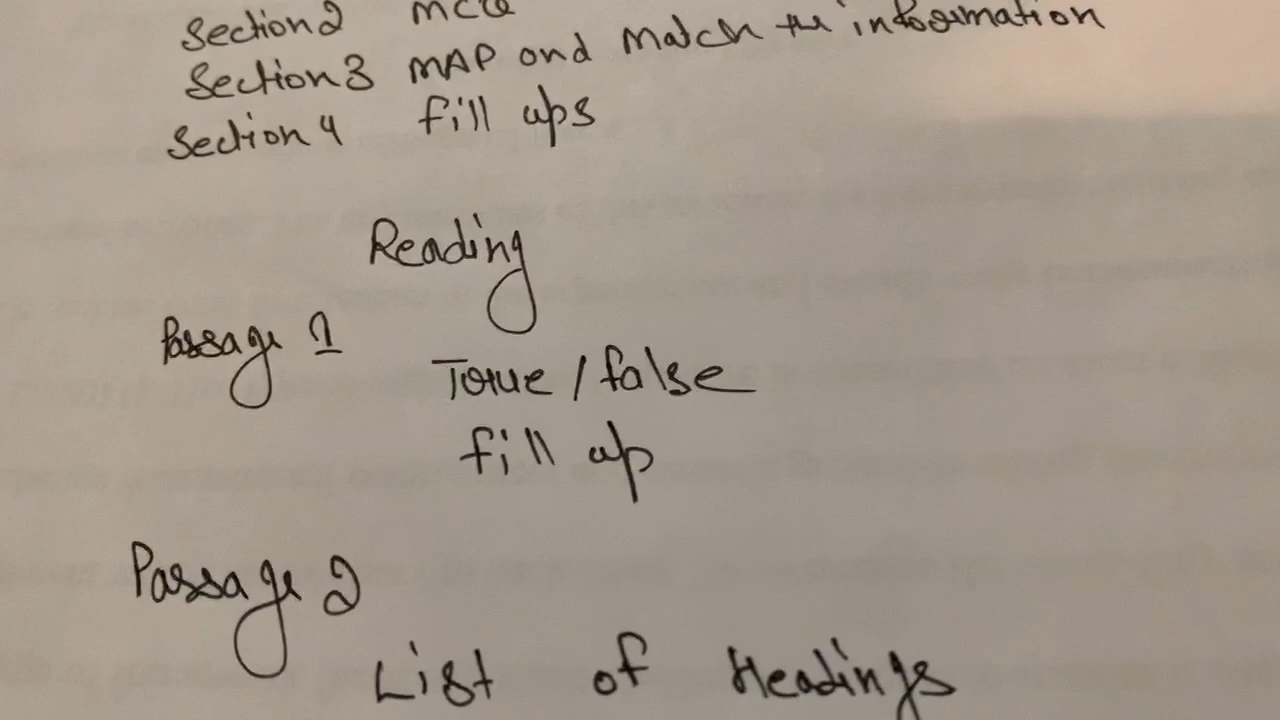 Section2 MCQ
Section3 MAP and Match the information
Section 4 fill ups
Reading
Passage 1
True/false
fill up
Passage 2
List of Headings